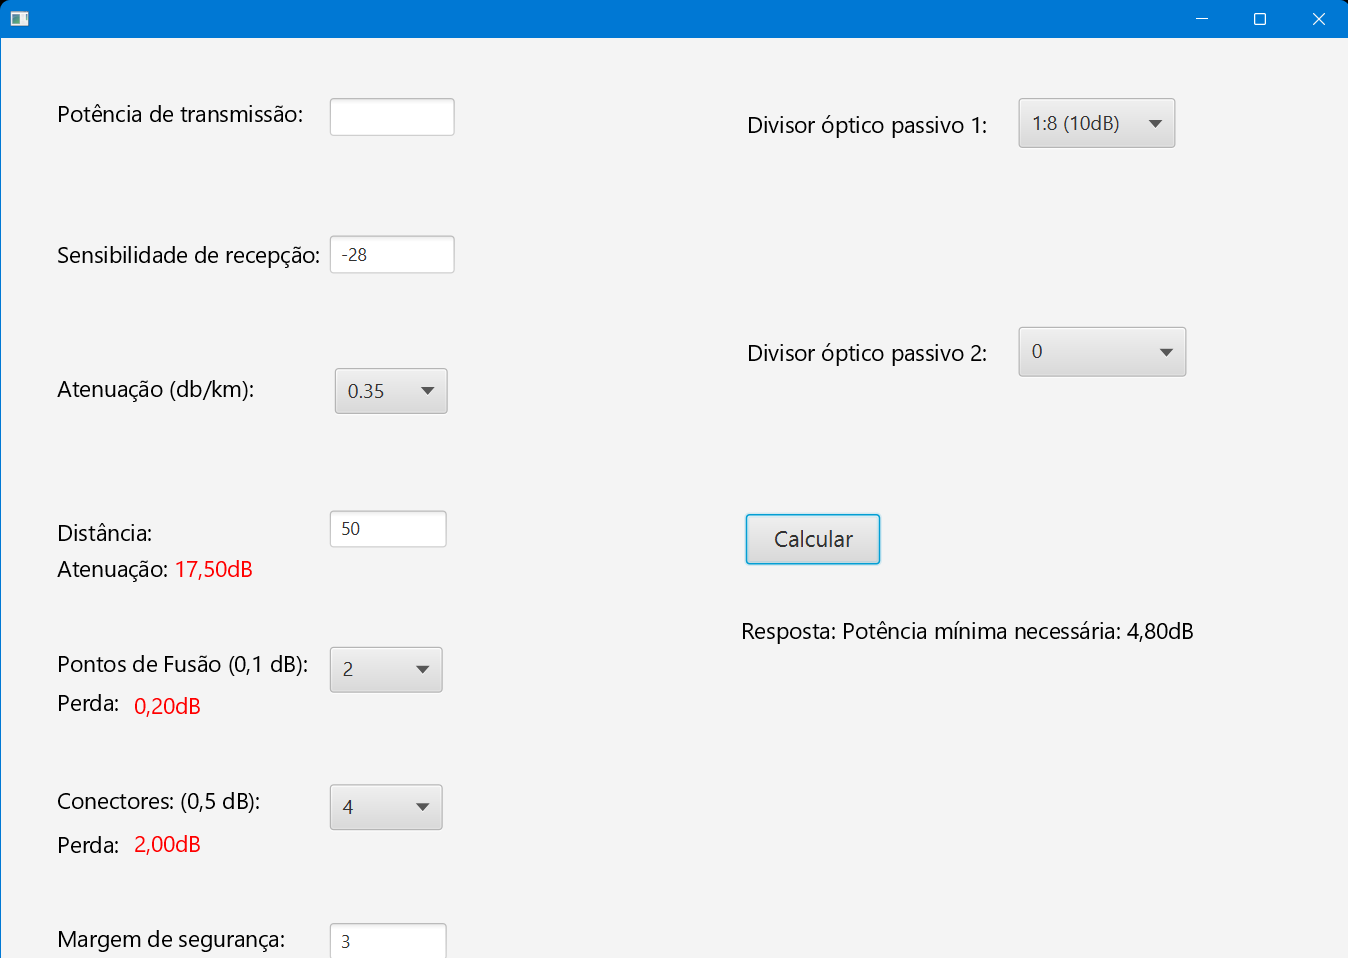 Potência de transmissão:
Sensibilidade de recepção: -28
Atenuação (db/km): 0.35
Distância: 50
Atenuação: 17,50dB
Pontos de Fusão (0,1 dB): 2
Perda: 0,20dB
Conectores: (0,5 dB): 4
Perda: 2,00dB
Margem de segurança: 3
Divisor óptico passivo 1: 1:8 (10dB)
Divisor óptico passivo 2: 0
Calcular
Resposta: Potência mínima necessária: 4,80dB